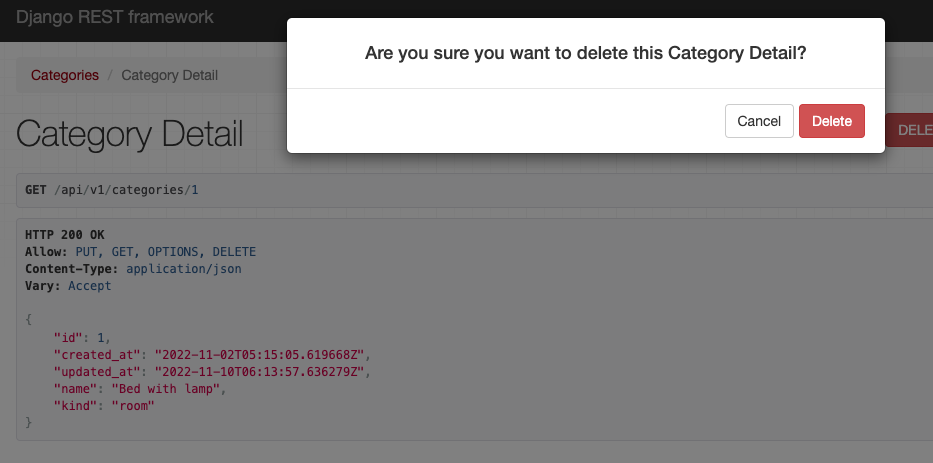 Django REST framework
Are you sure you want to delete this Category Detail?
Cancel
Delete
Categories / Category Detail
Category Detail
DELE
GET /api/v1/categories/1
HTTP 200 OK
Allow: PUT, GET, OPTIONS, DELETE
Content-Type: application/json
Vary: Accept
{
"id": 1,
"created_at": "2022-11-02T05:15:05.619668Z",
"updated_at": "2022-11-10T06:13:57.636279Z",
"name": "Bed with lamp",
"kind": "room"
}